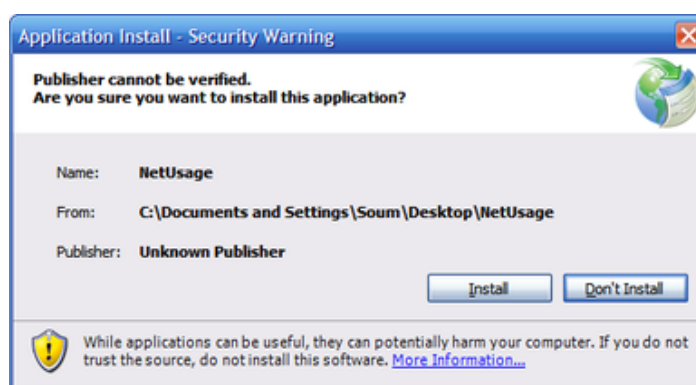 Application Install - Security Warning
Publisher cannot be verified.
Are you sure you want to install this application?
Name: NetUsage
From: C:\Documents and Settings\Soum\Desktop\NetUsage
Publisher: Unknown Publisher
Install Don't Install
While applications can be useful, they can potentially harm your computer. If you do not
trust the source, do not install this software. More Information...